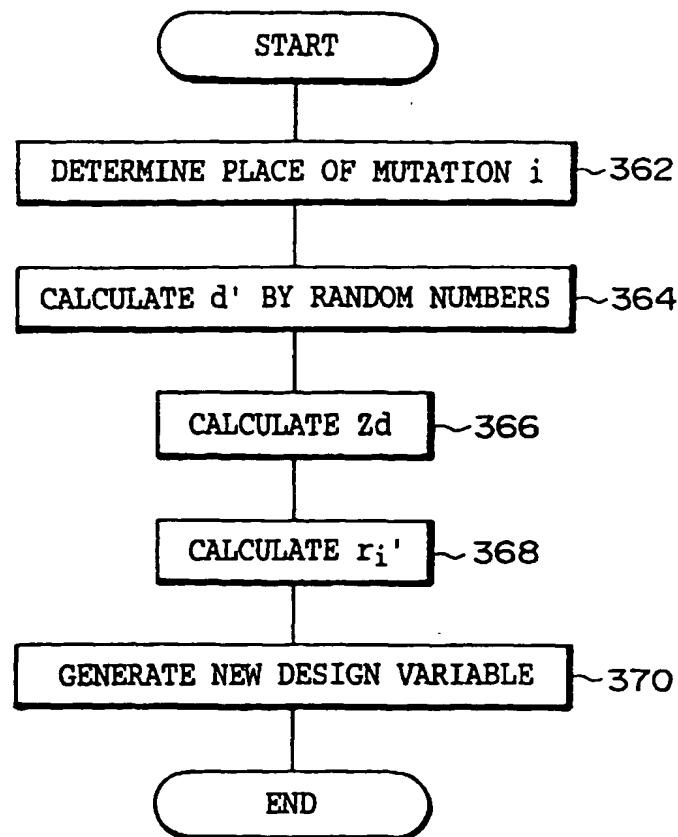 START
DETERMINE PLACE OF MUTATION i ~362
CALCULATE d' BY RANDOM NUMBERS ~364
CALCULATE Zd ~366
CALCULATE ri' ~368
GENERATE NEW DESIGN VARIABLE ~370
END